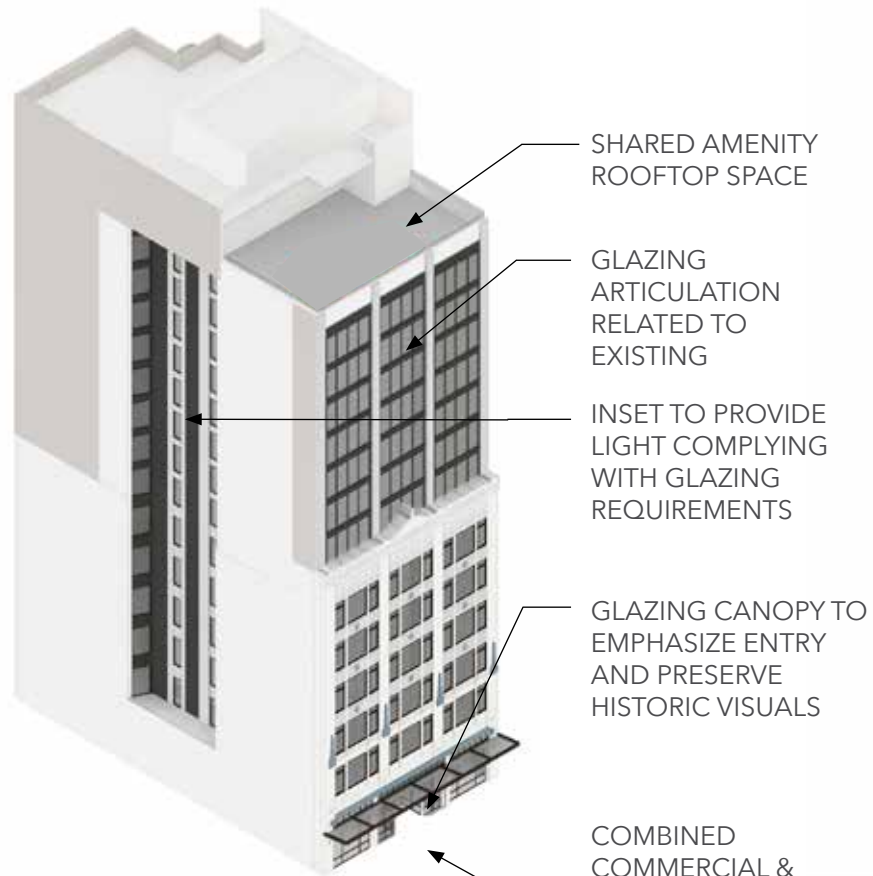 SHARED AMENITY
ROOFTOP SPACE
GLAZING
ARTICULATION
RELATED TO
EXISTING
INSET TO PROVIDE
LIGHT COMPLYING
WITH GLAZING
REQUIREMENTS
GLAZING CANOPY TO
EMPHASIZE ENTRY
AND PRESERVE
HISTORIC VISUALS
COMBINED
COMMERCIAL &